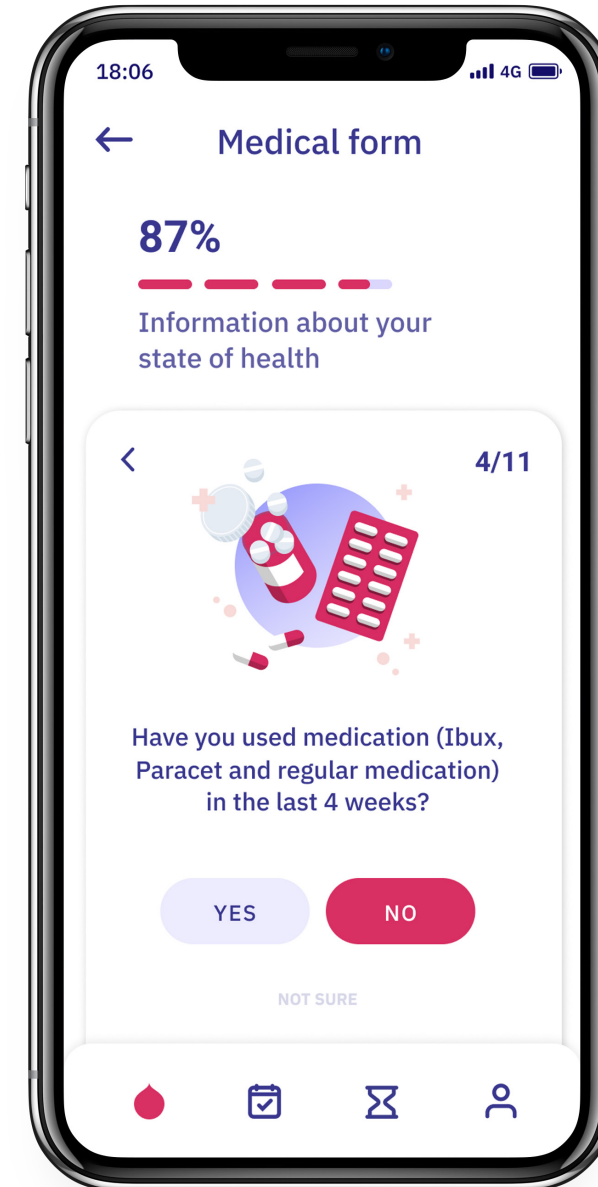 18:06
4G
Medical form
87%
Information about your
state of health
4/11
Have you used medication (Ibux,
Paracet and regular medication)
in the last 4 weeks?
YES
NO
NOT SURE